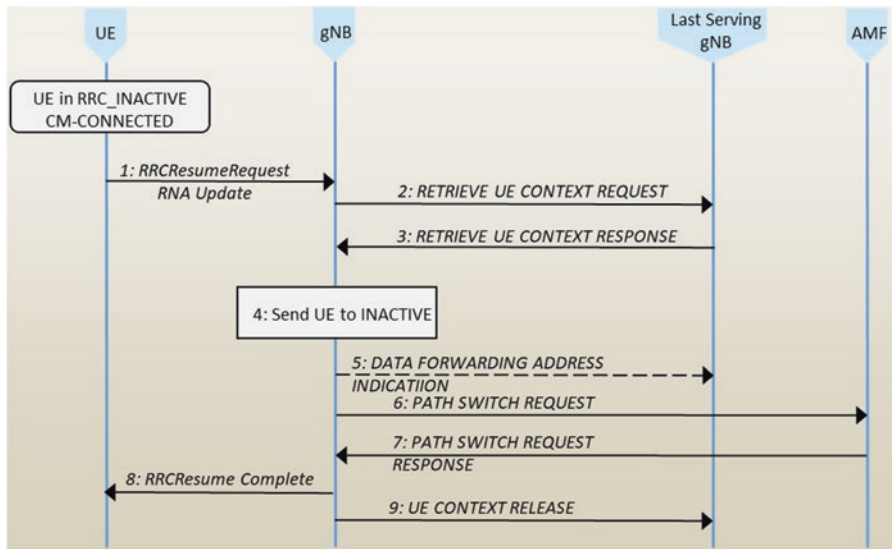 UE
gNB
Last Serving
gNB
AMF
UE in RRC_INACTIVE
CM-CONNECTED
1: RRCResumeRequest
RNA Update
2: RETRIEVE UE CONTEXT REQUEST
3: RETRIEVE UE CONTEXT RESPONSE
4: Send UE to INACTIVE
5: DATA FORWARDING ADDRESS
INDICATIION
6: PATH SWITCH REQUEST
7: PATH SWITCH REQUEST
RESPONSE
8: RRCResume Complete
9: UE CONTEXT RELEASE